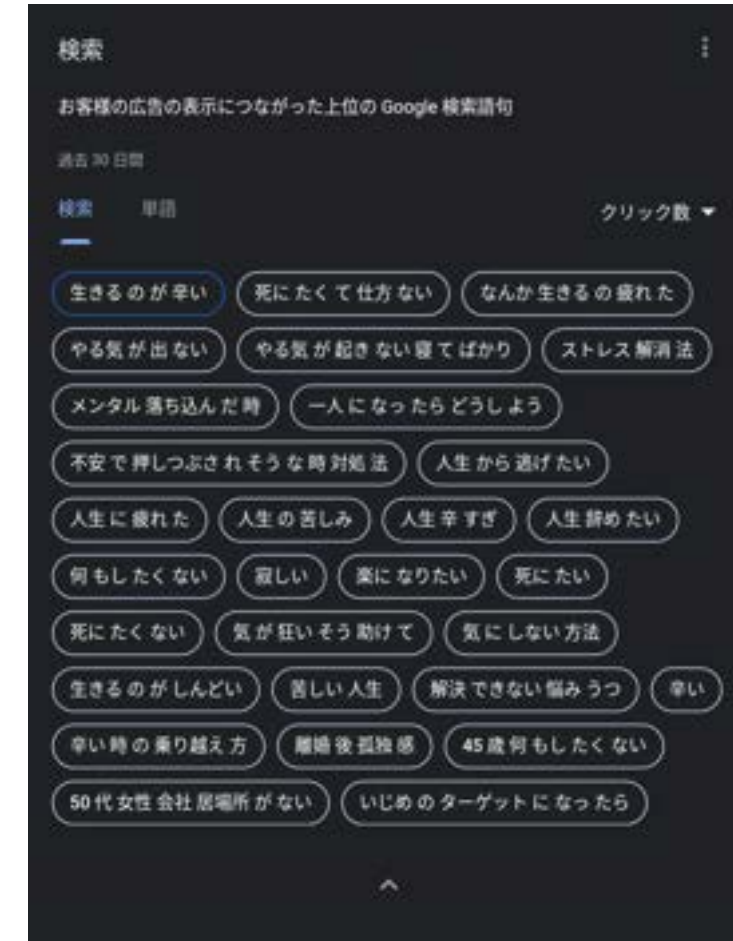 検索
お客様の広告の表示につながった上位の Google 検索語句
過去 30 日間
検索 単語 クリック数
生きる の が 辛い 死に たく て 仕方 ない なんか 生きる の 疲れ た
やる気 が 出 ない やる気 が 起き ない 寝 て ばかり ストレス 解消 法
メンタル 落ち込ん だ 時 一人 に なっ たら どうし よう
不安 で 押しつぶさ れ そう な 時 対処 法 人生 から 逃げ たい
人生 に 疲れ た 人生 の 苦しみ 人生 辛 すぎ 人生 辞め たい
何 もし たく ない 寂しい 楽に なりたい 死に たい
死に たく ない 気 が 狂い そう 助け て 気 に しない 方法
生きる の が しんどい 苦しい 人生 解決 できない 悩み うつ 辛い
辛い 時 の 乗り越え 方 離婚 後 孤独 感 45 歳 何 もし たく ない
50 代 女性 会社 居場所 が ない いじめ の ターゲット に なっ たら